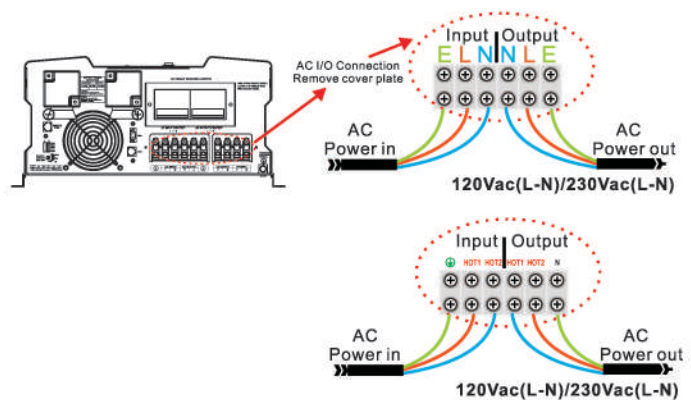 Input Output
E L N N L E
AC I/O Connection
Remove cover plate
AC
Power in
AC
Power out
120Vac(L-N)/230Vac(L-N)
Input Output
HOT1 HOT2 HOT1 HOT2 N
AC
Power in
AC
Power out
120Vac(L-N)/230Vac(L-N)